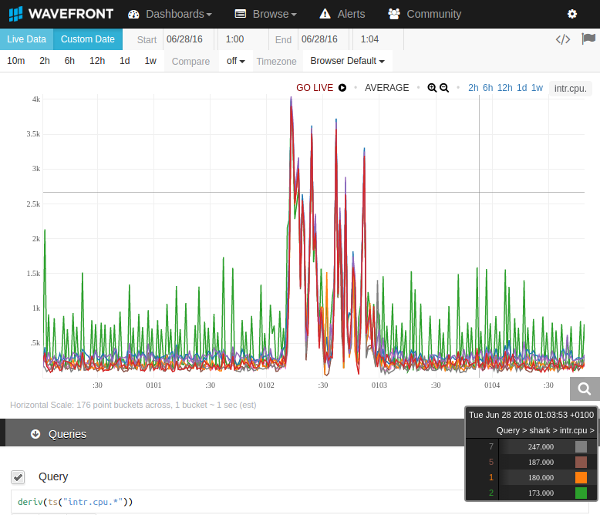 WAVEFRONT Dashboards Browse Alerts Community
Live Data Custom Date Start 06/28/16 1:00 End 06/28/16 1:04
10m 2h 6h 12h 1d 1w Compare off Timezone Browser Default
GO LIVE • AVERAGE • 2h 6h 12h 1d 1w intr.cpu.
4k
3.5k
3k
2.5k
2k
1.5k
1k
.5k
:30 0101 :30 0102 :30 0103 :30 0104 :30
Horizontal Scale: 176 point buckets across, 1 bucket ~ 1 sec (est)
Tue Jun 28 2016 01:03:53 +0100
Query > shark > intr.cpu >
7 247.000
5 187.000
1 180.000
2 173.000
Queries
Query
deriv(ts("intr.cpu.*"))